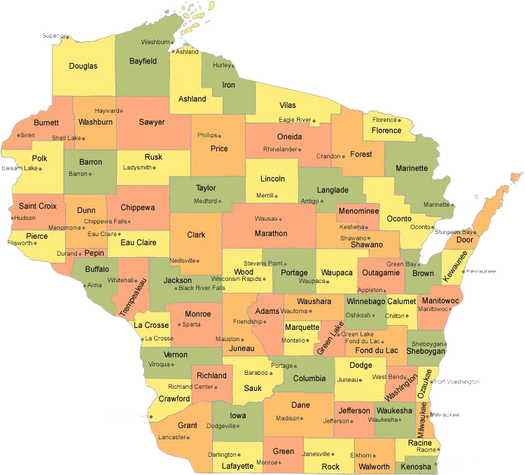 Superior
Washburn
Ashland
Douglas
Bayfield
Hurley
Iron
Ashland
Vilas
Eagle River
Hayward
Burnett
Washburn
Sawyer
Siren
Shell Lake
Phillips
Price
Oneida
Rhinelander
Florence
Florence
Forest
Crandon
Polk
Balsam Lake
Barron
Barron
Rusk
Ladysmith
Marinette
Marinette
Taylor
Medford
Lincoln
Merrill
Langlade
Antigo
Saint Croix
Hudson
Dunn
Menomonie
Chippewa
Chippewa Falls
Menominee
Keshena
Oconto
Oconto
Pierce
Ellsworth
Eau Claire
Eau Claire
Clark
Neillsville
Wausau
Marathon
Shawano
Shawano
Sturgeon Bay
Door
Durand
Pepin
Buffalo
Alma
Whitehall
Trempealeau
Jackson
Black River Falls
Wood
Wisconsin Rapids
Stevens Point
Portage
Waupaca
Waupaca
Outagamie
Appleton
Green Bay
Brown
Kewaunee
Kewaunee
La Crosse
La Crosse
Monroe
Sparta
Juneau
Mauston
Adams
Friendship
Waushara
Wautoma
Marquette
Montello
Green Lake
Green Lake
Winnebago
Oshkosh
Calumet
Chilton
Manitowoc
Manitowoc
Fond du Lac
Fond du Lac
Sheboygan
Sheboygan
Vernon
Viroqua
Richland
Richland Center
Baraboo
Sauk
Portage
Columbia
Dodge
Juneau
West Bend
Washington
Ozaukee
Port Washington
Crawford
Grant
Lancaster
Iowa
Dodgeville
Dane
Madison
Jefferson
Jefferson
Waukesha
Waukesha
Milwaukee
Milwaukee
Darlington
Lafayette
Green
Monroe
Janesville
Rock
Elkhorn
Walworth
Racine
Racine
Kenosha